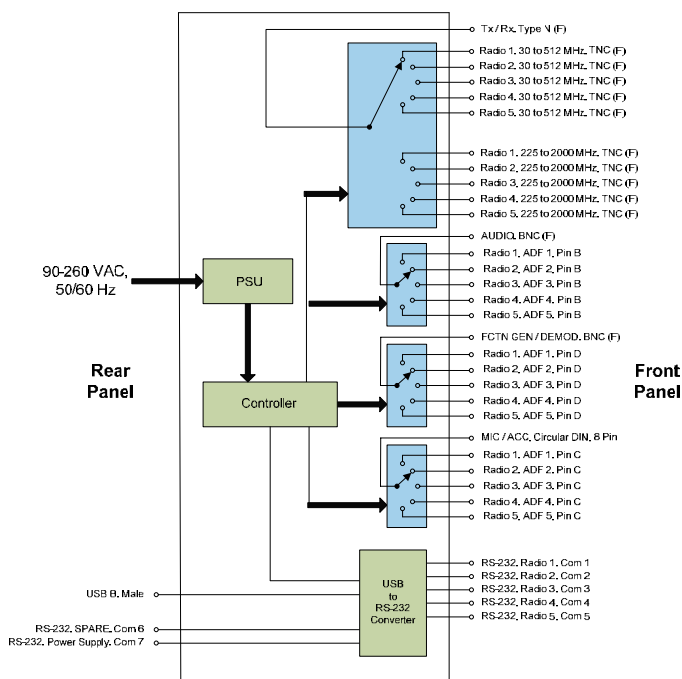 Tx / Rx. Type N (F)
Radio 1. 30 to 512 MHz. TNC (F)
Radio 2. 30 to 512 MHz. TNC (F)
Radio 3. 30 to 512 MHz. TNC (F)
Radio 4. 30 to 512 MHz. TNC (F)
Radio 5. 30 to 512 MHz. TNC (F)
Radio 1. 225 to 2000 MHz. TNC (F)
Radio 2. 225 to 2000 MHz. TNC (F)
Radio 3. 225 to 2000 MHz. TNC (F)
Radio 4. 225 to 2000 MHz. TNC (F)
Radio 5. 225 to 2000 MHz. TNC (F)
AUDIO. BNC (F)
Radio 1. ADF 1. Pin B
Radio 2. ADF 2. Pin B
Radio 3. ADF 3. Pin B
Radio 4. ADF 4. Pin B
Radio 5. ADF 5. Pin B
90-260 VAC,
50/60 Hz
PSU
FCTN GEN / DEMOD. BNC (F)
Radio 1. ADF 1. Pin D
Radio 2. ADF 2. Pin D
Radio 3. ADF 3. Pin D
Radio 4. ADF 4. Pin D
Radio 5. ADF 5. Pin D
Rear
Panel
Controller
Front
Panel
MIC / ACC. Circular DIN. 8 Pin
Radio 1. ADF 1. Pin C
Radio 2. ADF 2. Pin C
Radio 3. ADF 3. Pin C
Radio 4. ADF 4. Pin C
Radio 5. ADF 5. Pin C
USB
to
RS-232
Converter
RS-232. Radio 1. Com 1
RS-232. Radio 2. Com 2
RS-232. Radio 3. Com 3
RS-232. Radio 4. Com 4
RS-232. Radio 5. Com 5
USB B. Male
RS-232. SPARE. Com 6
RS-232. Power Supply. Com 7